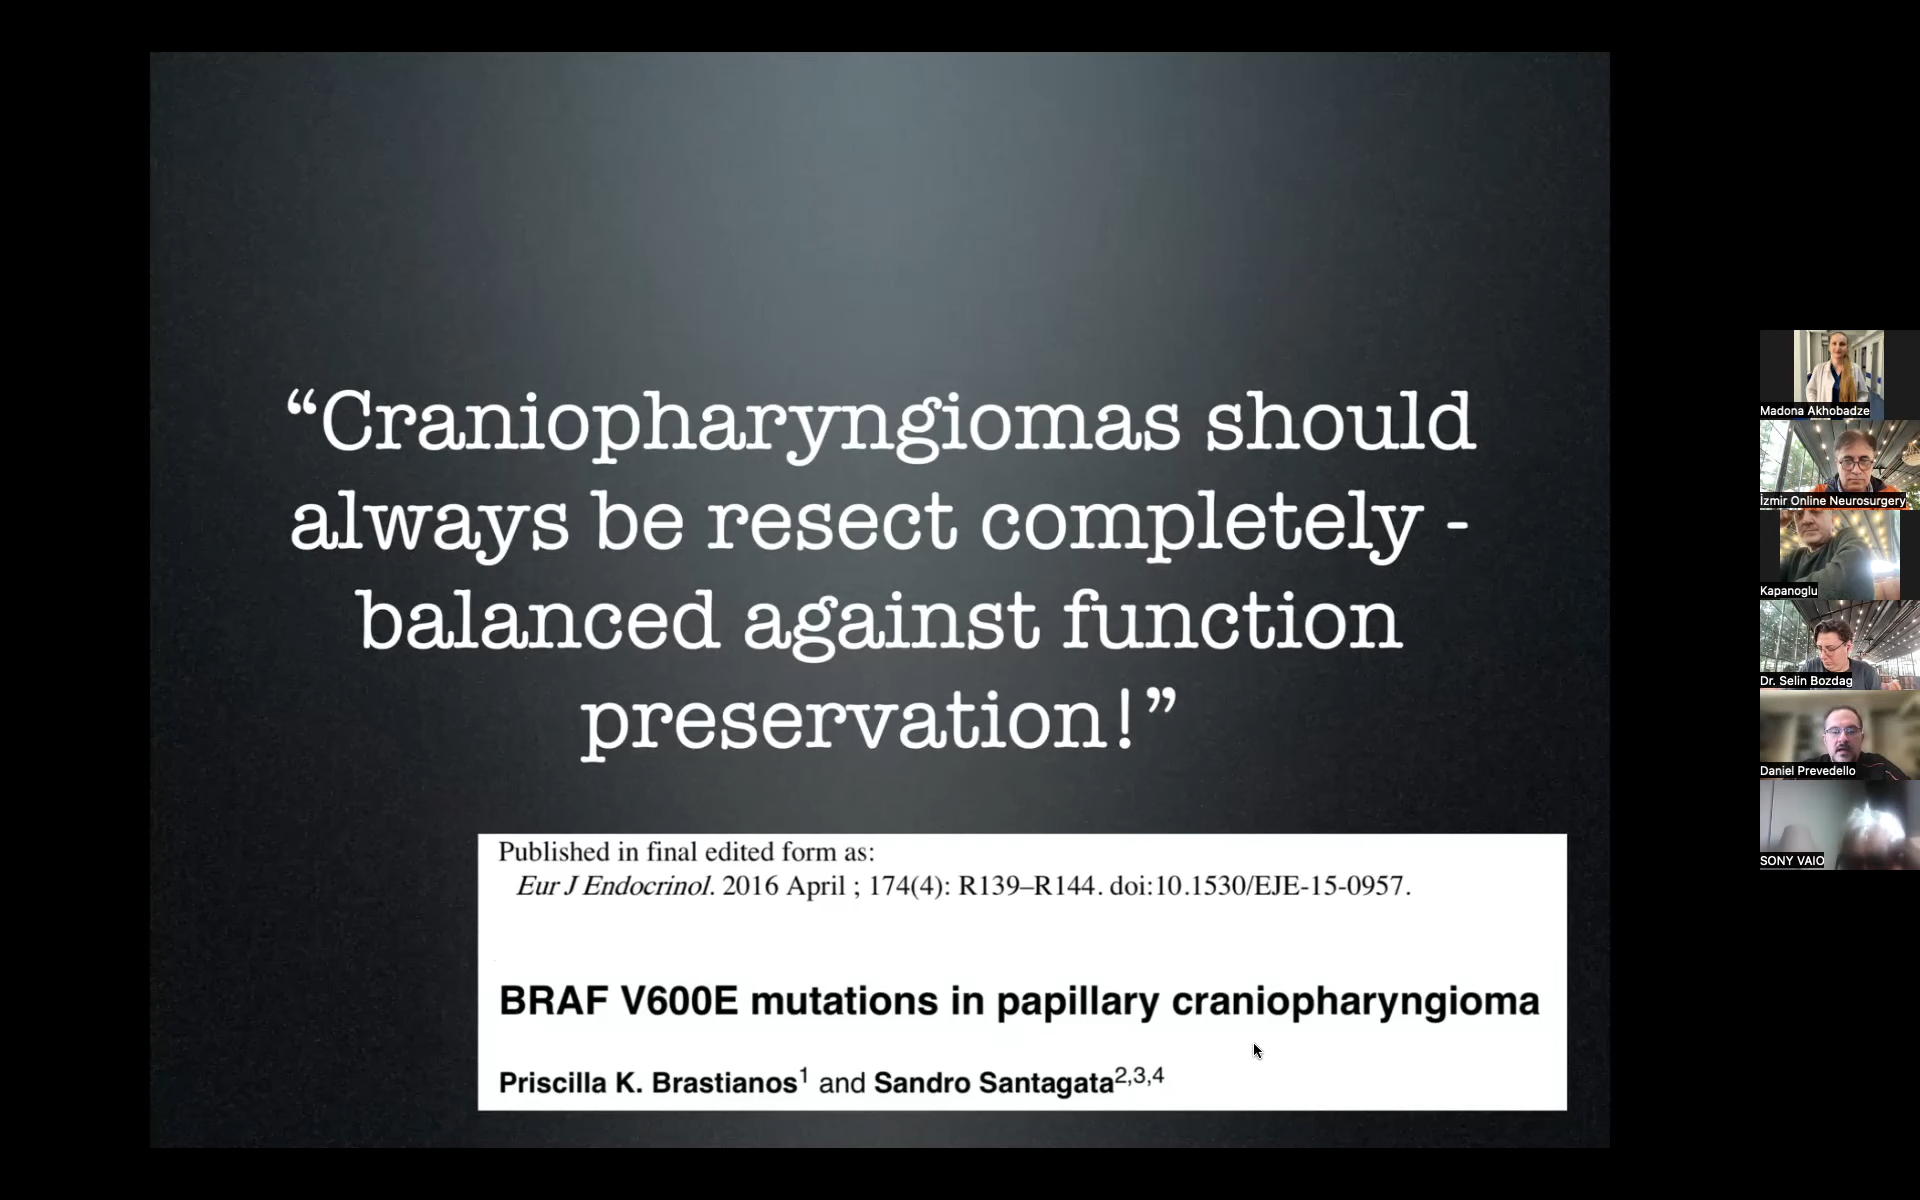 “Craniopharyngiomas should
always be resect completely -
balanced against function
preservation!”
Published in final edited form as:
Eur J Endocrinol. 2016 April ; 174(4): R139–R144. doi:10.1530/EJE-15-0957.
BRAF V600E mutations in papillary craniopharyngioma
Priscilla K. Brastianos1 and Sandro Santagata2,3,4
Madona Akhobadze
İzmir Online Neurosurgery
Kapanoglu
Dr. Selin Bozdag
Daniel Prevedello
SONY VAIO